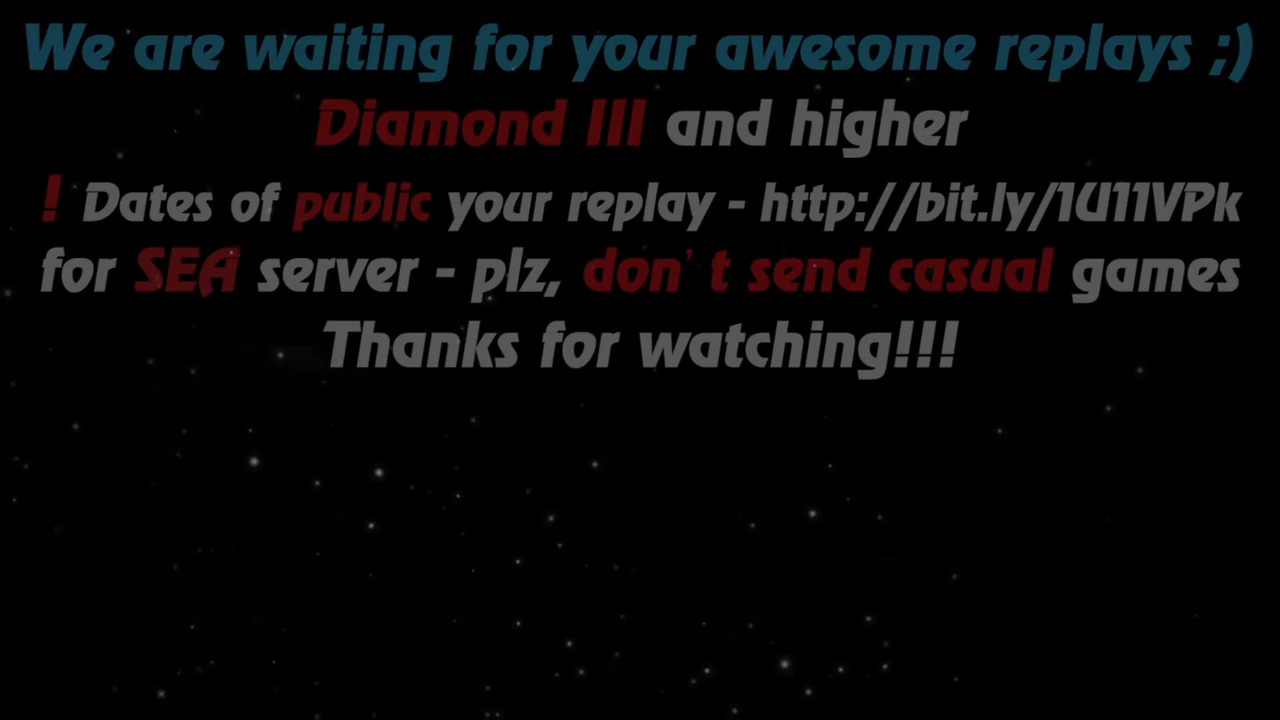 We are waiting for your awesome replays ;)
Diamond III and higher
! Dates of public your replay - http://bit.ly/1U11VPk
for SEA server - plz, don't send casual games
Thanks for watching!!!